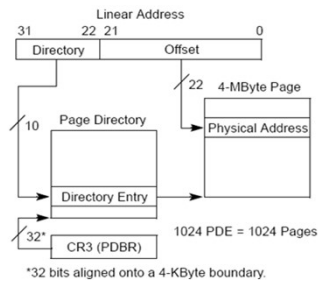 Linear Address
31 22 21 0
Directory Offset
22 4-MByte Page
10 Page Directory Physical Address
Directory Entry
1024 PDE = 1024 Pages
32*
CR3 (PDBR)
*32 bits aligned onto a 4-KByte boundary.